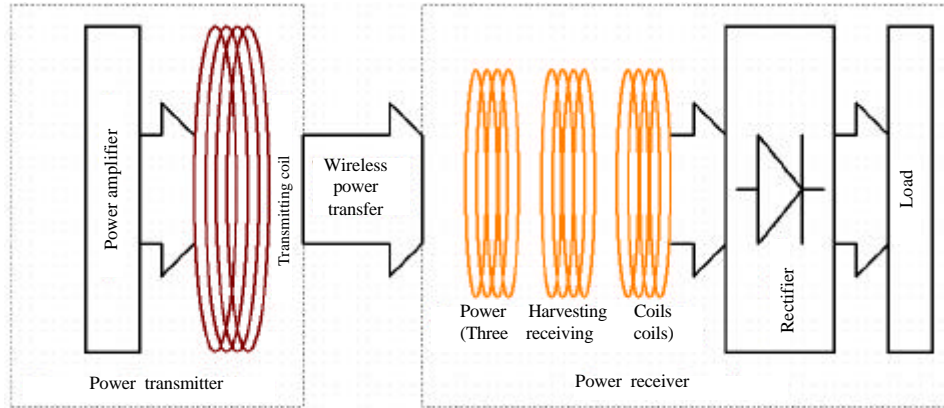 Power amplifier
Transmitting coil
Wireless
power
transfer
Power Harvesting Coils
(Three receiving coils)
Rectifier
Load
Power transmitter
Power receiver